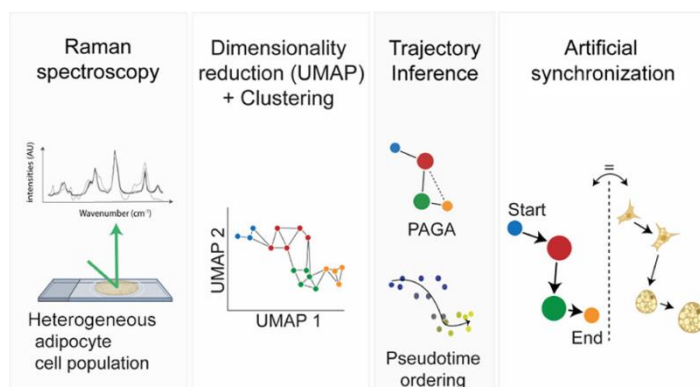 Raman
spectroscopy
intensities (AU)
Wavenumber (cm⁻¹)
Heterogeneous
adipocyte
cell population
Dimensionality
reduction (UMAP)
+ Clustering
UMAP 2
UMAP 1
Trajectory
Inference
PAGA
Pseudotime
ordering
Artificial
synchronization
=
Start
End